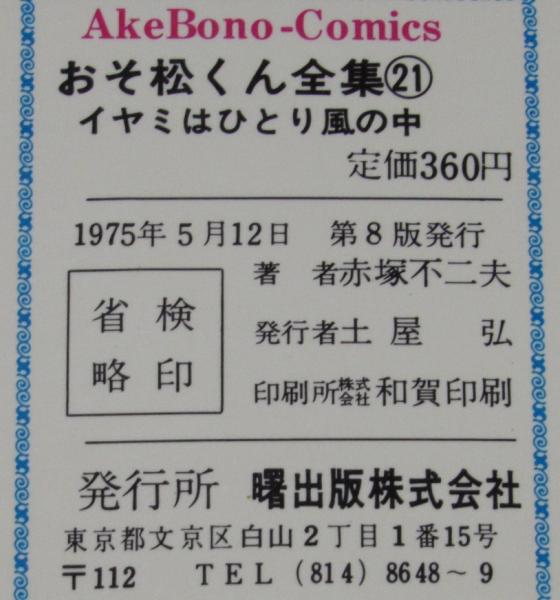 AkeBono-Comics
おそ松くん全集㉑
イヤミはひとり風の中
定価360円
1975年5月12日 第8版発行
著者 赤塚不二夫
発行者 土屋弘
印刷所 株式会社 和賀印刷
検印省略
発行所 曙出版株式会社
東京都文京区白山2丁目1番15号
〒112 TEL (814) 8648〜9